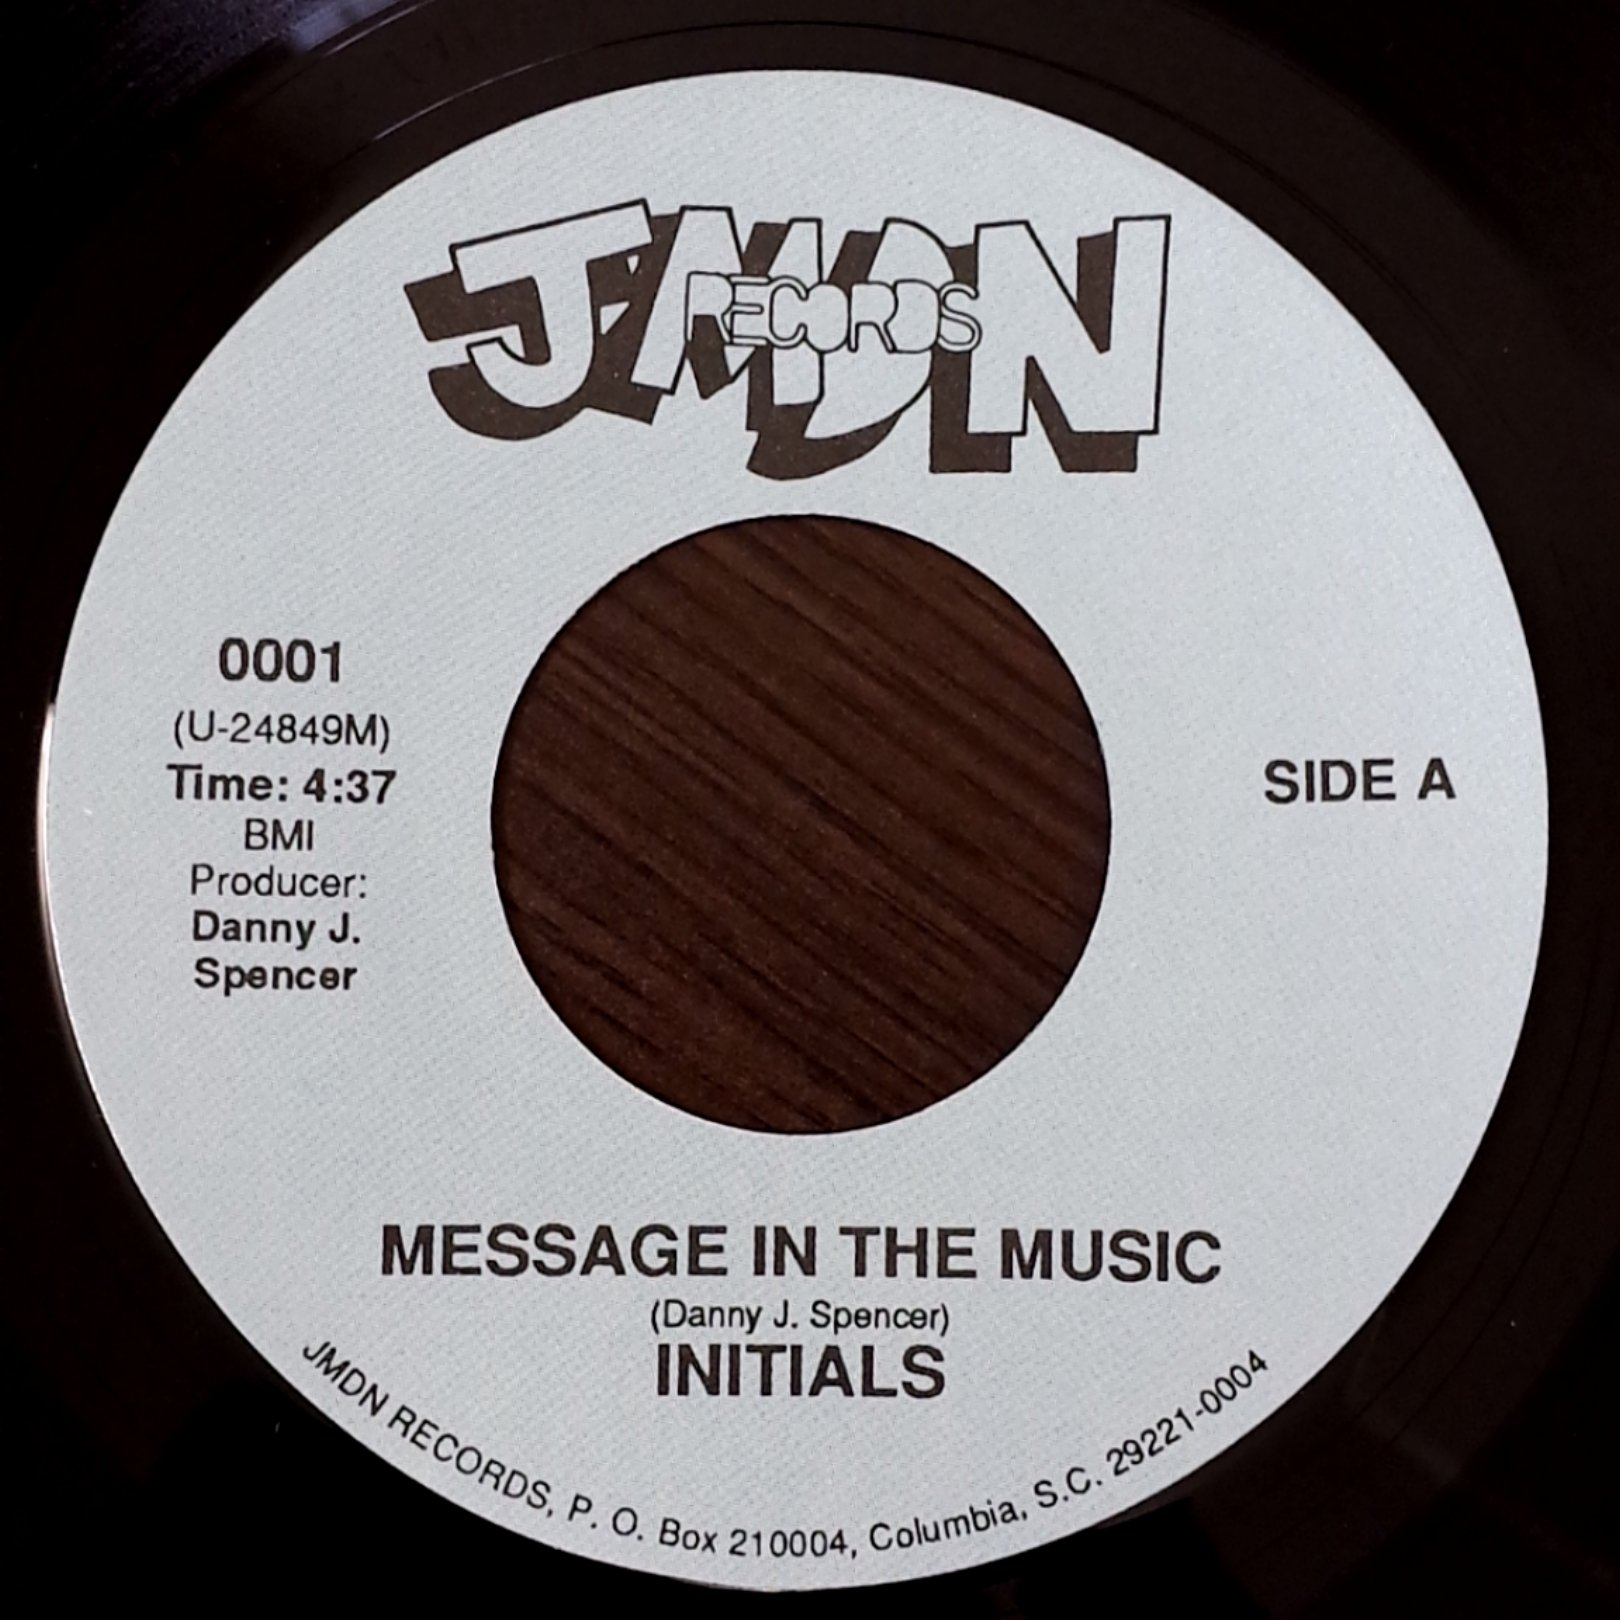 JMDN
RECORDS
0001
(U-24849M)
Time: 4:37
BMI
Producer:
Danny J.
Spencer
SIDE A
MESSAGE IN THE MUSIC
(Danny J. Spencer)
INITIALS
JMDN RECORDS, P. O. Box 210004, Columbia, S.C. 29221-0004